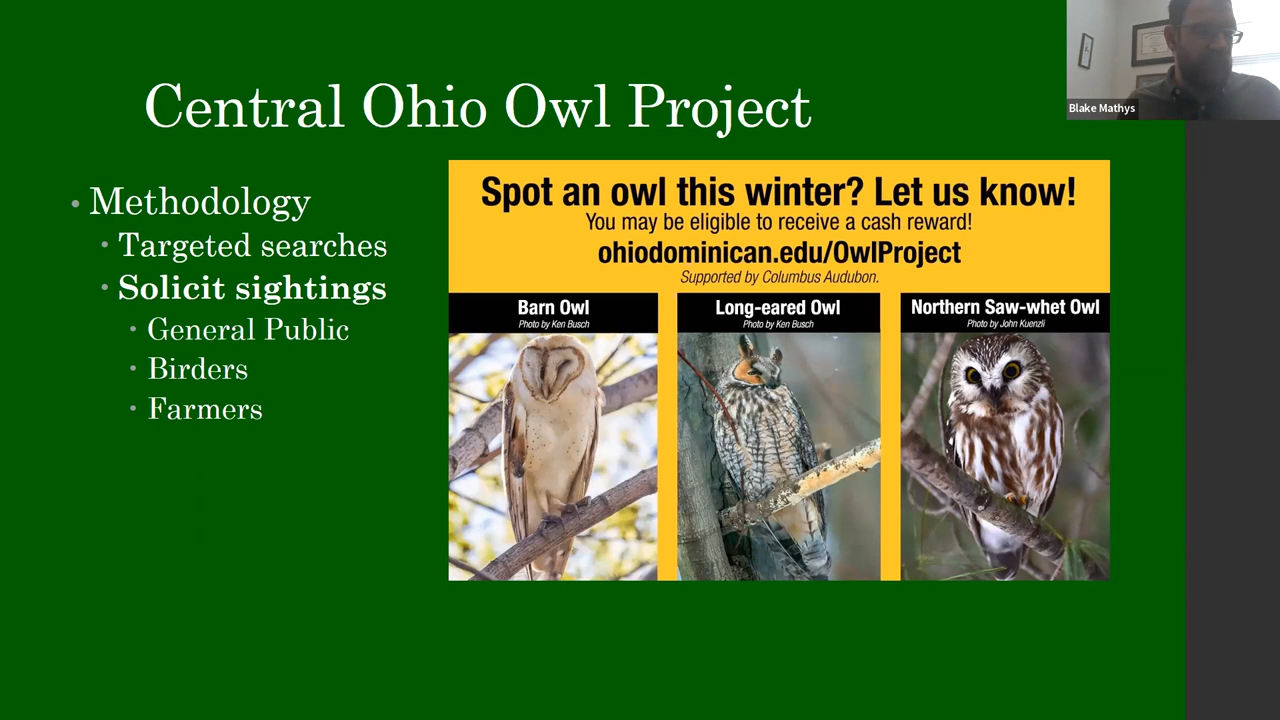 Central Ohio Owl Project
Blake Mathys
• Methodology
• Targeted searches
• Solicit sightings
• General Public
• Birders
• Farmers
Spot an owl this winter? Let us know!
You may be eligible to receive a cash reward!
ohiodominican.edu/OwlProject
Supported by Columbus Audubon.
Barn Owl
Photo by Ken Busch
Long-eared Owl
Photo by Ken Busch
Northern Saw-whet Owl
Photo by John Kuenzli